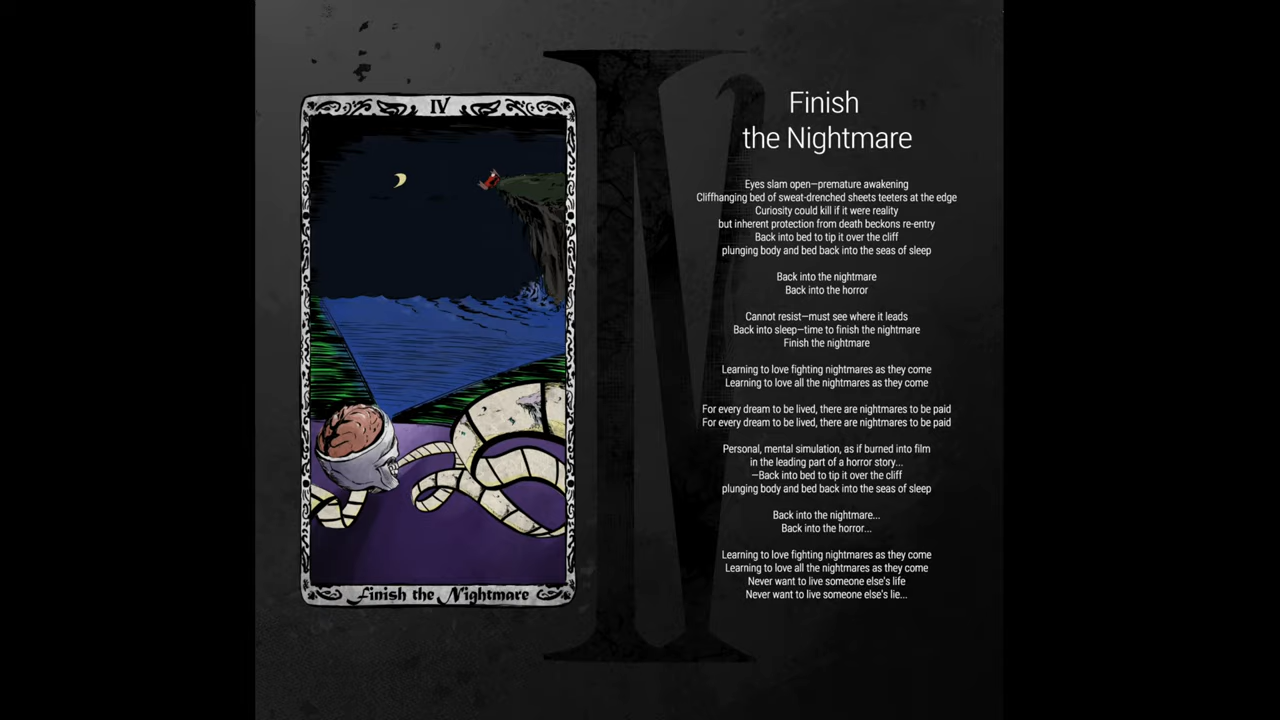 IV
Finish the Nightmare
Finish
the Nightmare
Eyes slam open—premature awakening
Cliffhanging bed of sweat-drenched sheets teeters at the edge
Curiosity could kill if it were reality
but inherent protection from death beckons re-entry
Back into bed to tip it over the cliff
plunging body and bed back into the seas of sleep
Back into the nightmare
Back into the horror
Cannot resist—must see where it leads
Back into sleep—time to finish the nightmare
Finish the nightmare
Learning to love fighting nightmares as they come
Learning to love all the nightmares as they come
For every dream to be lived, there are nightmares to be paid
For every dream to be lived, there are nightmares to be paid
Personal, mental simulation, as if burned into film
in the leading part of a horror story...
—Back into bed to tip it over the cliff
plunging body and bed back into the seas of sleep
Back into the nightmare...
Back into the horror...
Learning to love fighting nightmares as they come
Learning to love all the nightmares as they come
Never want to live someone else's life
Never want to live someone else's lie...
IV